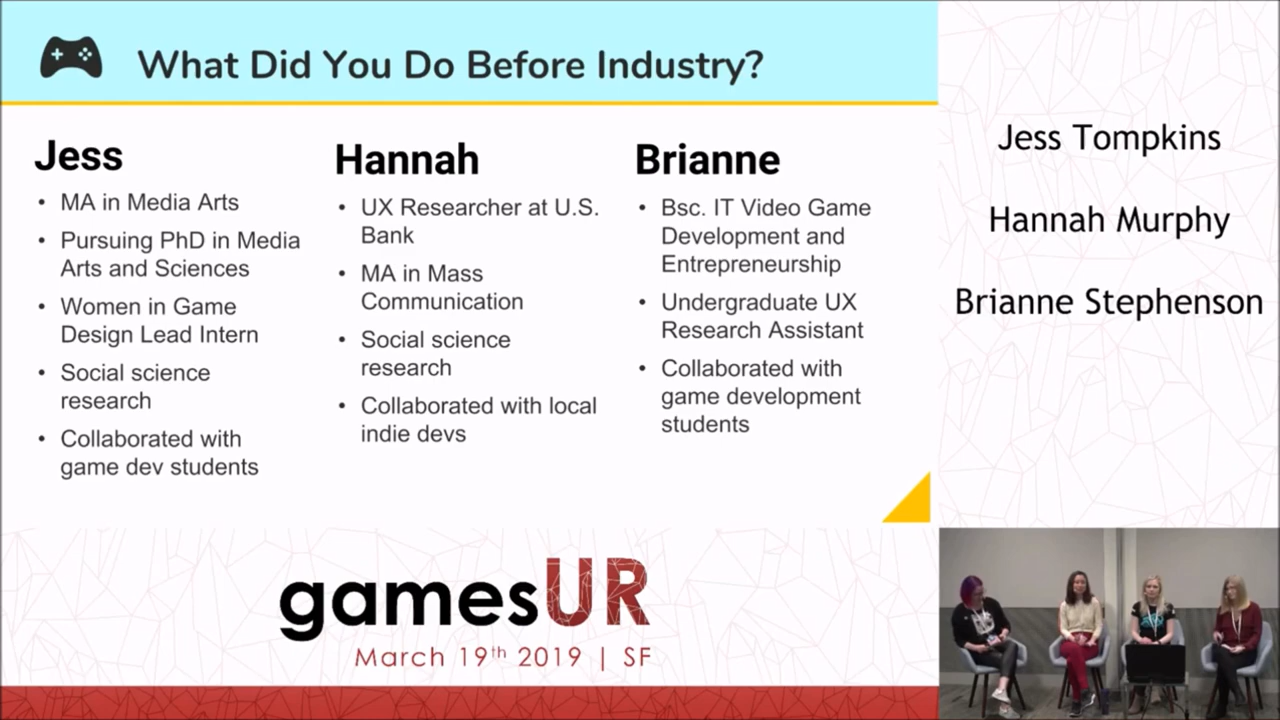 What Did You Do Before Industry?
Jess
• MA in Media Arts
• Pursuing PhD in Media
Arts and Sciences
• Women in Game
Design Lead Intern
• Social science
research
• Collaborated with
game dev students
Hannah
• UX Researcher at U.S.
Bank
• MA in Mass
Communication
• Social science
research
• Collaborated with local
indie devs
Brianne
• Bsc. IT Video Game
Development and
Entrepreneurship
• Undergraduate UX
Research Assistant
• Collaborated with
game development
students
Jess Tompkins
Hannah Murphy
Brianne Stephenson
gamesUR
March 19th 2019 | SF